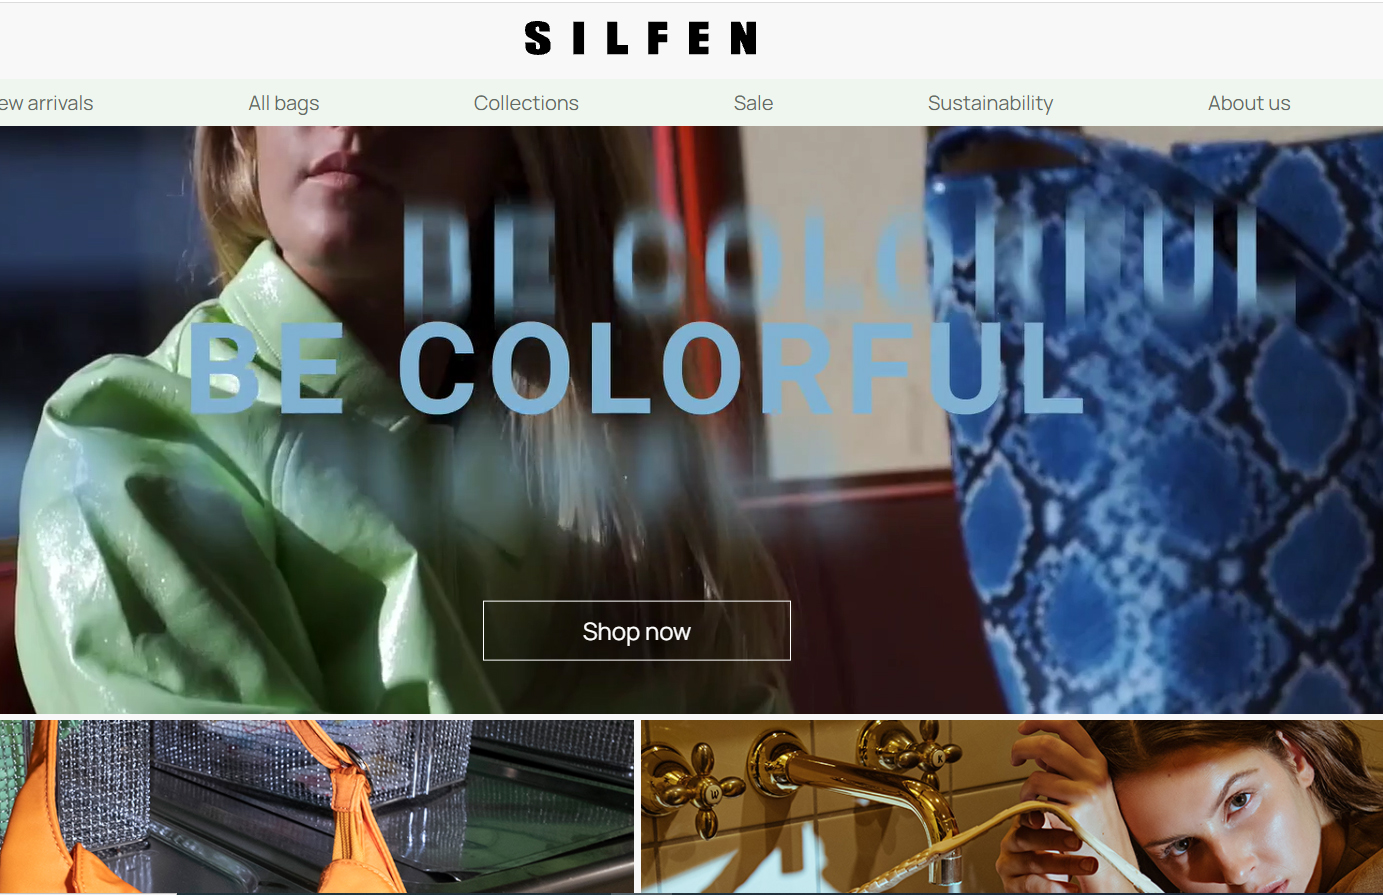 SILFEN
ew arrivals
All bags
Collections
Sale
Sustainability
About us
BE COLORFUL
BE COLORFUL
Shop now
W
K